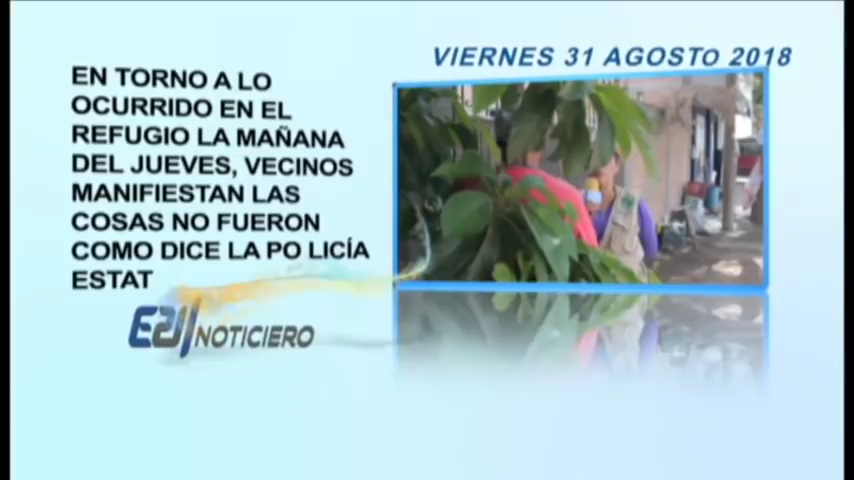 VIERNES 31 AGOSTO 2018
EN TORNO A LO
OCURRIDO EN EL
REFUGIO LA MAÑANA
DEL JUEVES, VECINOS
MANIFIESTAN LAS
COSAS NO FUERON
COMO DICE LA PO LICÍA
ESTAT
NOTICIERO